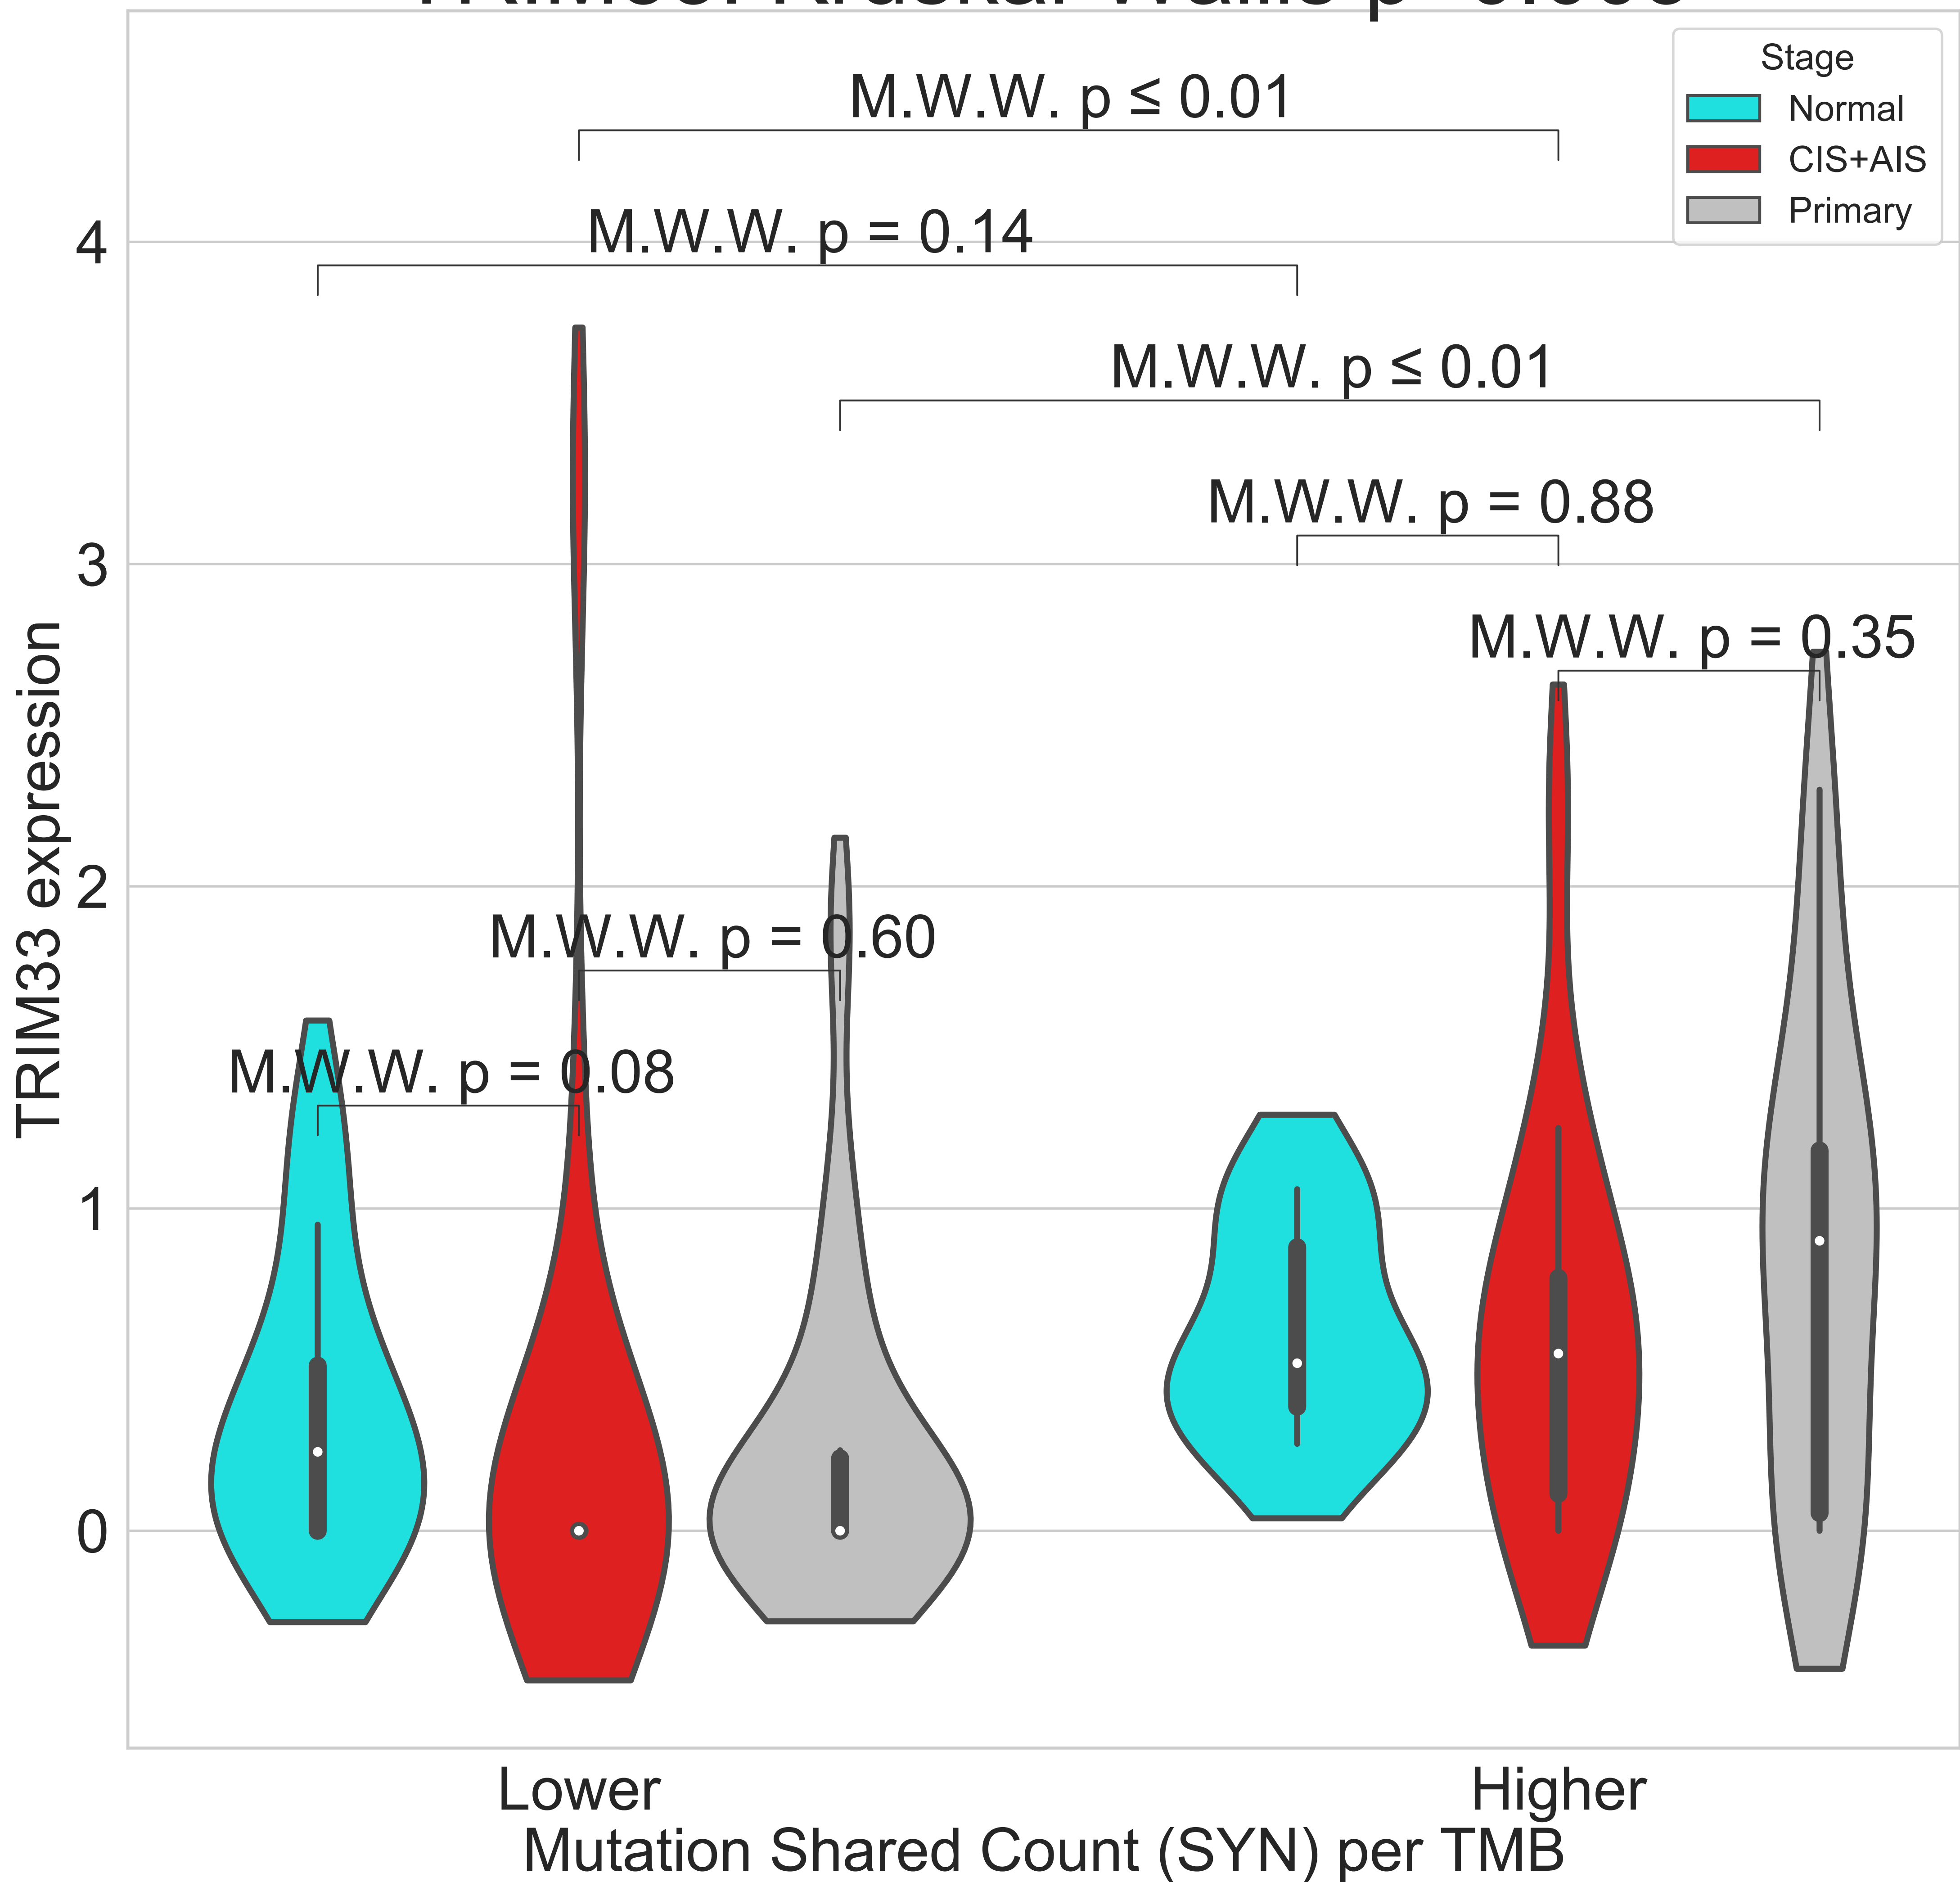 Stage
Normal
CIS+AIS
Primary
M.W.W. p ≤ 0.01
M.W.W. p = 0.14
M.W.W. p ≤ 0.01
M.W.W. p = 0.88
M.W.W. p = 0.35
M.W.W. p = 0.60
M.W.W. p = 0.08
TRIM33 expression
4
3
2
1
0
Lower
Higher
Mutation Shared Count (SYN) per TMB